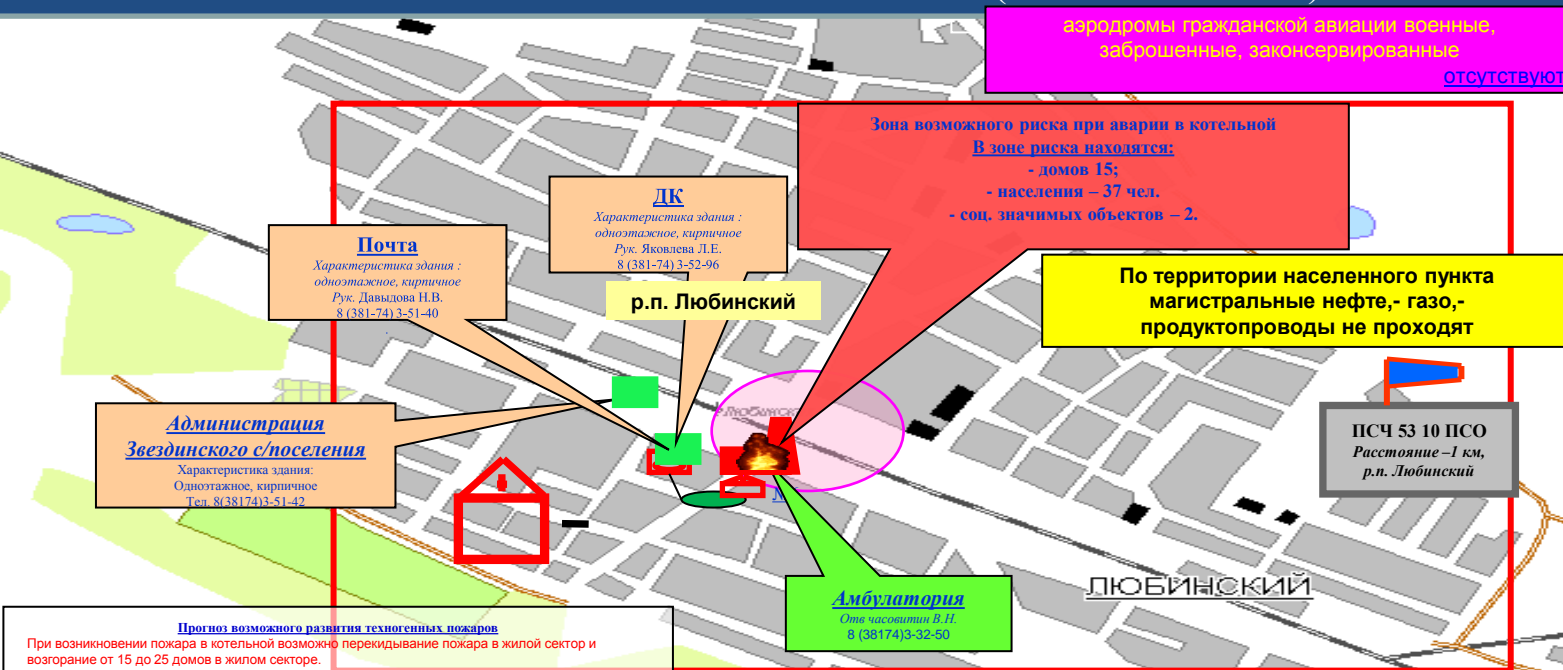 аэродромы гражданской авиации военные,
заброшенные, законсервированные
отсутствуют
Зона возможного риска при аварии в котельной
В зоне риска находятся:
- домов 15;
- населения – 37 чел.
- соц. значимых объектов – 2.
ДК
Характеристика здания :
одноэтажное, кирпичное
Рук. Яковлева Л.Е.
8 (381-74) 3-52-96
Почта
Характеристика здания :
одноэтажное, кирпичное
Рук. Давыдова Н.В.
8 (381-74) 3-51-40
.
р.п. Любинский
По территории населенного пункта
магистральные нефте,- газо,-
продуктопроводы не проходят
Администрация
Звездинского с/поселения
Характеристика здания:
Одноэтажное, кирпичное
Тел. 8(38174)3-51-42
ПСЧ 53 10 ПСО
Расстояние –1 км,
р.п. Любинский
ЛЮБИНСКИЙ
Амбулатория
Отв часовитин В.Н.
8 (38174)3-32-50
Прогноз возможного развития техногенных пожаров
При возникновении пожара в котельной возможно перекидывание пожара в жилой сектор и
возгорание от 15 до 25 домов в жилом секторе.